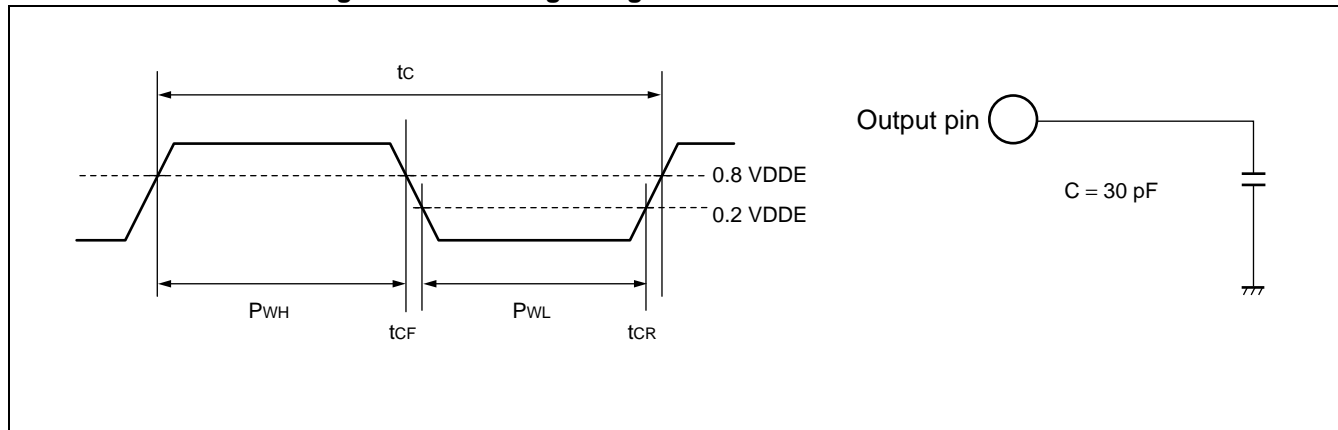 tC
0.8 VDDE
0.2 VDDE
PWH
tCF
PWL
tCR
Output pin
C = 30 pF